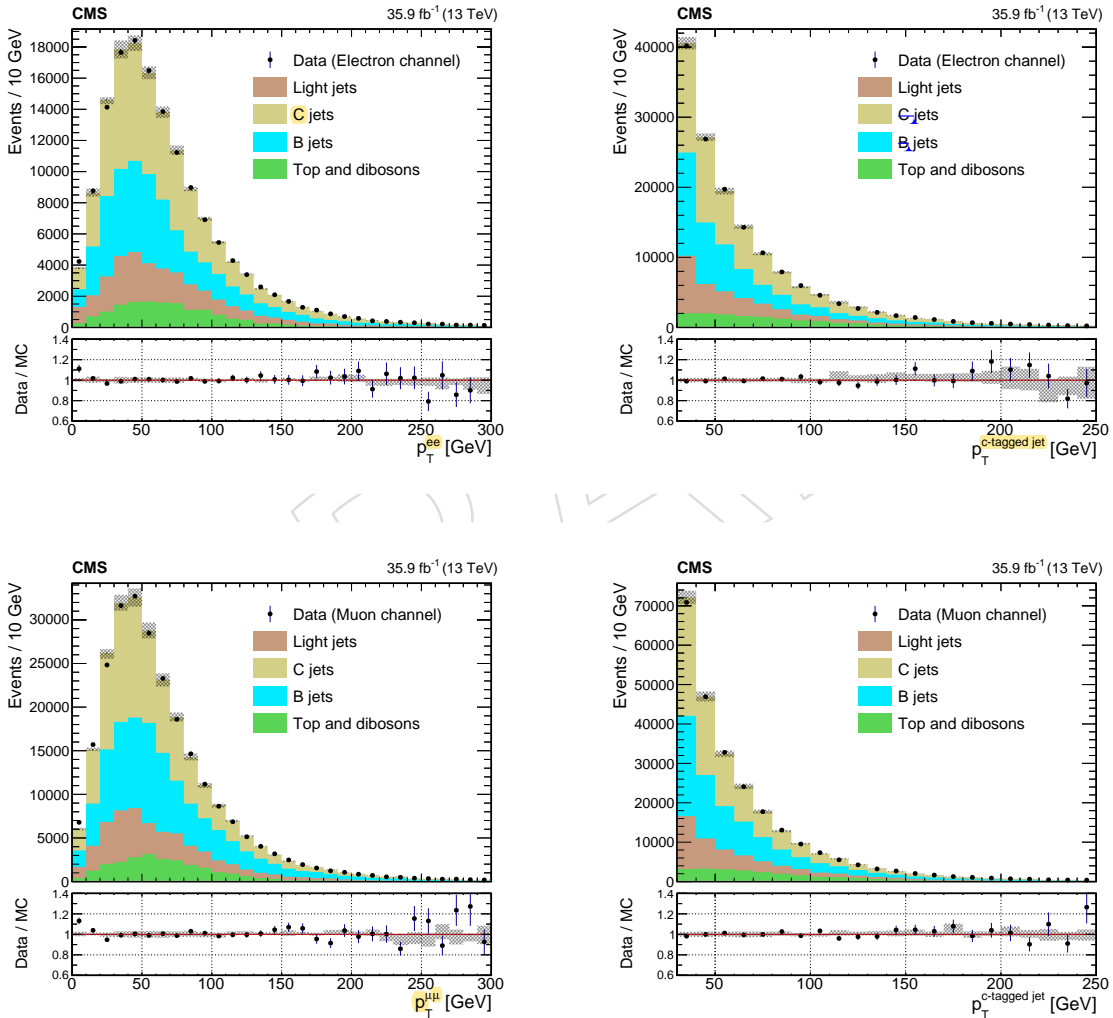 CMS 35.9 fb⁻¹ (13 TeV)
Events / 10 GeV
18000
16000
14000
12000
10000
8000
6000
4000
2000
0
Data (Electron channel)
Light jets
C jets
B jets
Top and dibosons
Data / MC
1.4
1.2
1
0.8
0.6
0 50 100 150 200 250 300
p_T^ee [GeV]
CMS 35.9 fb⁻¹ (13 TeV)
Events / 10 GeV
40000
30000
20000
10000
0
Data (Electron channel)
Light jets
C jets
B jets
Top and dibosons
Data / MC
1.4
1.2
1
0.8
0.6
50 100 150 200 250
p_T^c-tagged jet [GeV]
CMS 35.9 fb⁻¹ (13 TeV)
Events / 10 GeV
30000
25000
20000
15000
10000
5000
0
Data (Muon channel)
Light jets
C jets
B jets
Top and dibosons
Data / MC
1.4
1.2
1
0.8
0.6
0 50 100 150 200 250 300
p_T^μμ [GeV]
CMS 35.9 fb⁻¹ (13 TeV)
Events / 10 GeV
70000
60000
50000
40000
30000
20000
10000
0
Data (Muon channel)
Light jets
C jets
B jets
Top and dibosons
Data / MC
1.4
1.2
1
0.8
0.6
50 100 150 200 250
p_T^c-tagged jet [GeV]